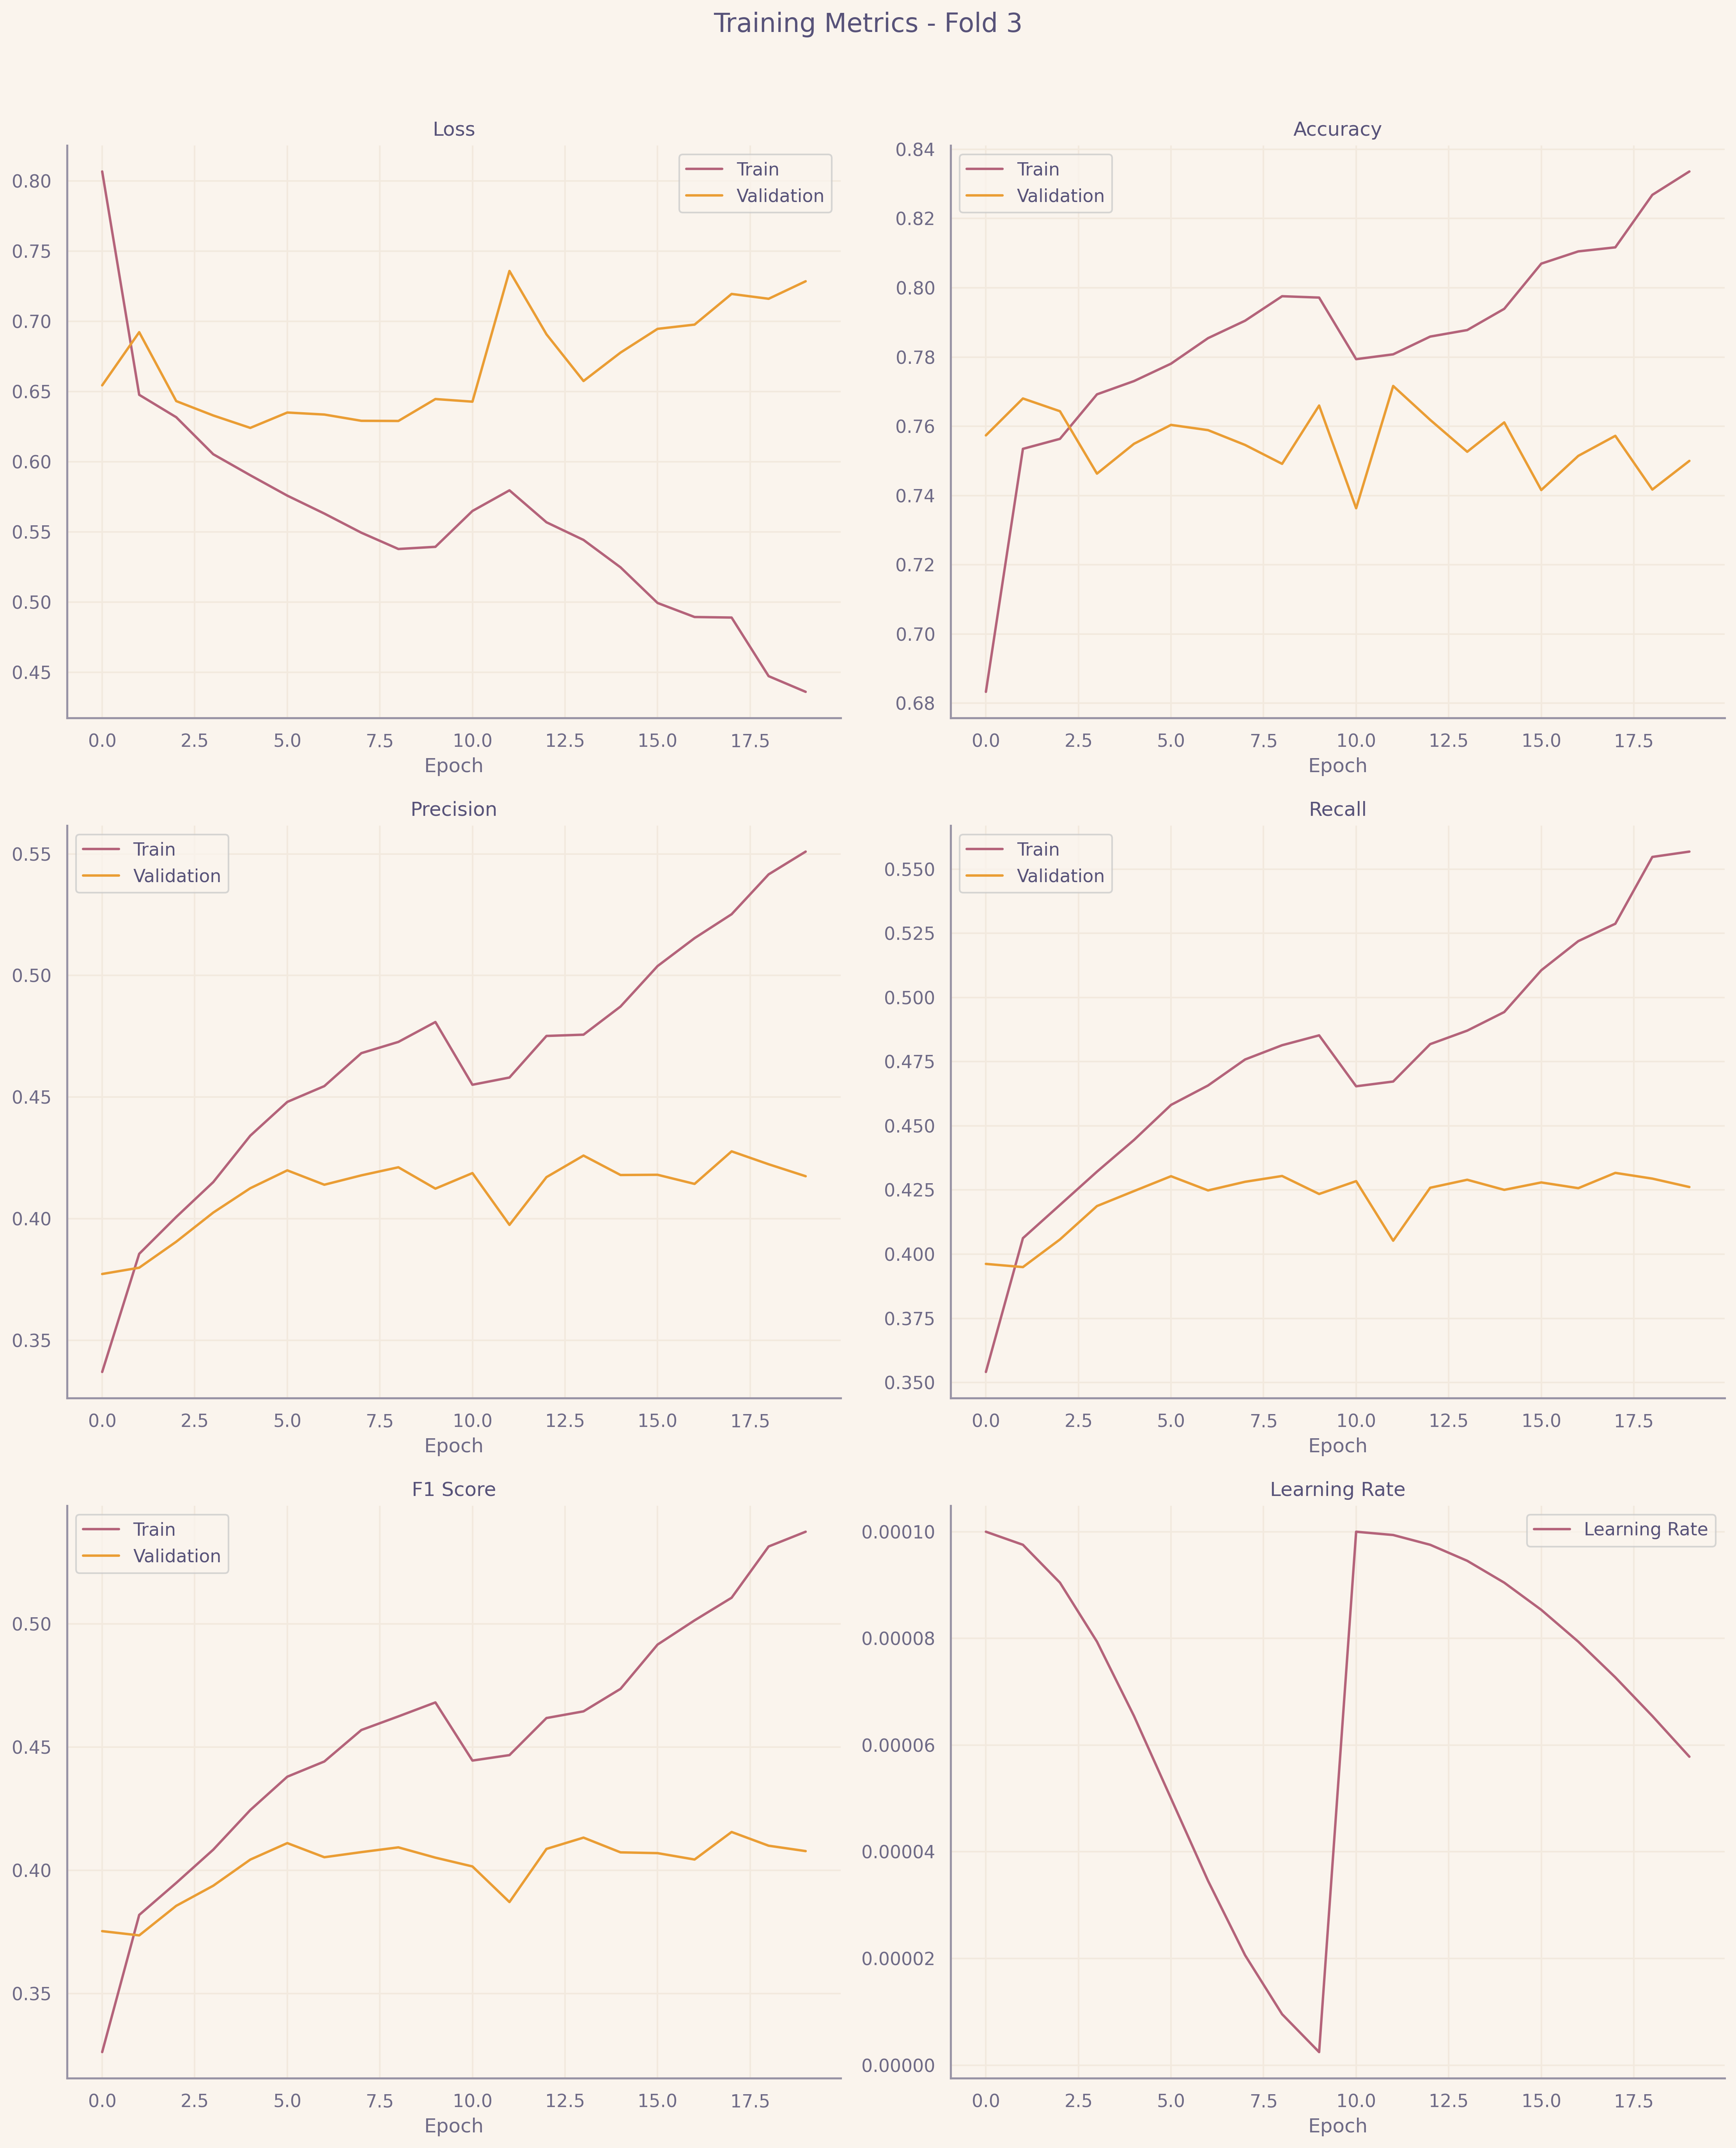 Training Metrics - Fold 3
Loss
Train
Validation
0.80
0.75
0.70
0.65
0.60
0.55
0.50
0.45
0.0 2.5 5.0 7.5 10.0 12.5 15.0 17.5
Epoch
Accuracy
Train
Validation
0.84
0.82
0.80
0.78
0.76
0.74
0.72
0.70
0.68
0.0 2.5 5.0 7.5 10.0 12.5 15.0 17.5
Epoch
Precision
Train
Validation
0.55
0.50
0.45
0.40
0.35
0.0 2.5 5.0 7.5 10.0 12.5 15.0 17.5
Epoch
Recall
Train
Validation
0.550
0.525
0.500
0.475
0.450
0.425
0.400
0.375
0.350
0.0 2.5 5.0 7.5 10.0 12.5 15.0 17.5
Epoch
F1 Score
Train
Validation
0.50
0.45
0.40
0.35
0.0 2.5 5.0 7.5 10.0 12.5 15.0 17.5
Epoch
Learning Rate
Learning Rate
0.00010
0.00008
0.00006
0.00004
0.00002
0.00000
0.0 2.5 5.0 7.5 10.0 12.5 15.0 17.5
Epoch